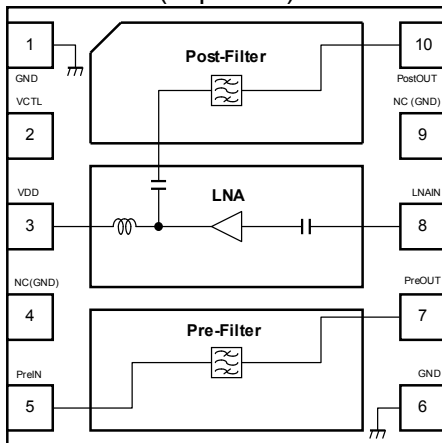 1
GND
VCTL
2
VDD
3
NC(GND)
4
PreIN
5
Post-Filter
LNA
Pre-Filter
10
PostOUT
NC (GND)
9
LNAIN
8
PreOUT
7
GND
6